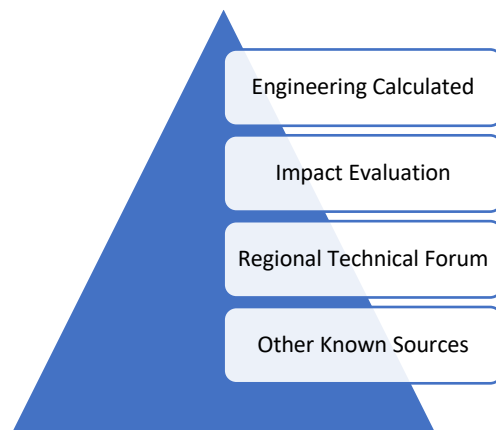 Engineering Calculated
Impact Evaluation
Regional Technical Forum
Other Known Sources